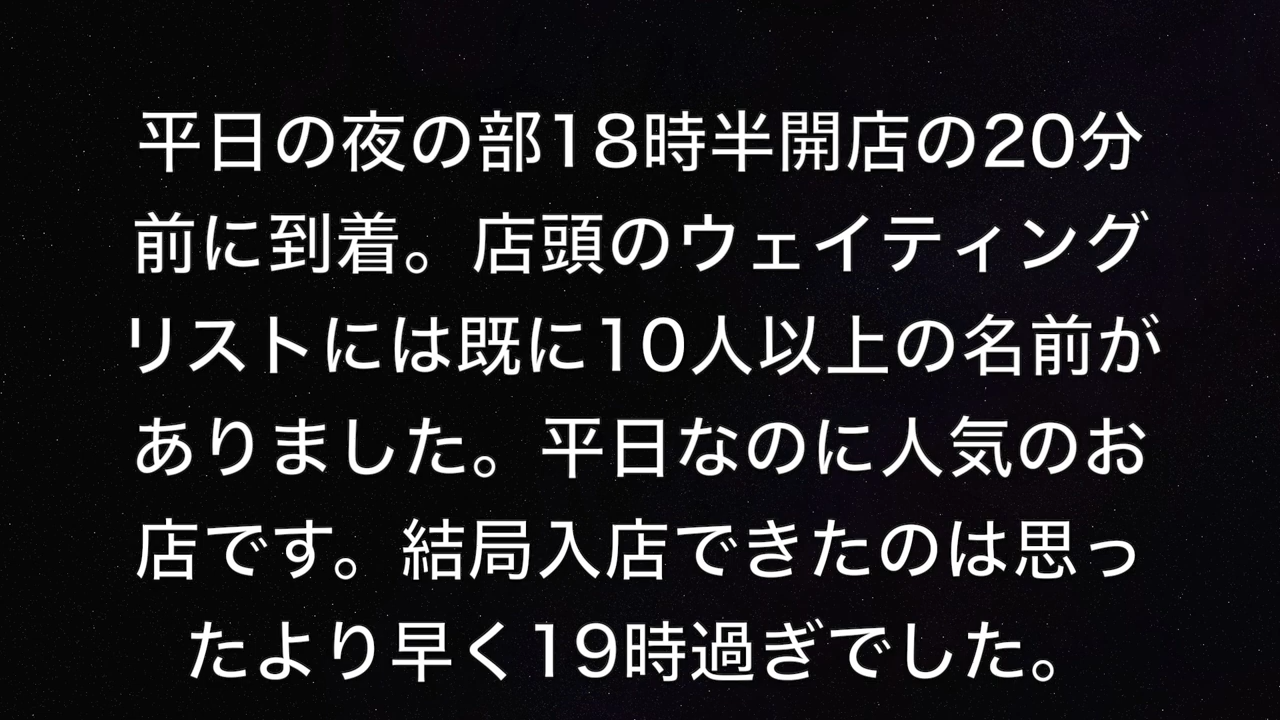 平日の夜の部18時半開店の20分
前に到着。店頭のウェイティング
リストには既に10人以上の名前が
ありました。平日なのに人気のお
店です。結局入店できたのは思っ
たより早く19時過ぎでした。